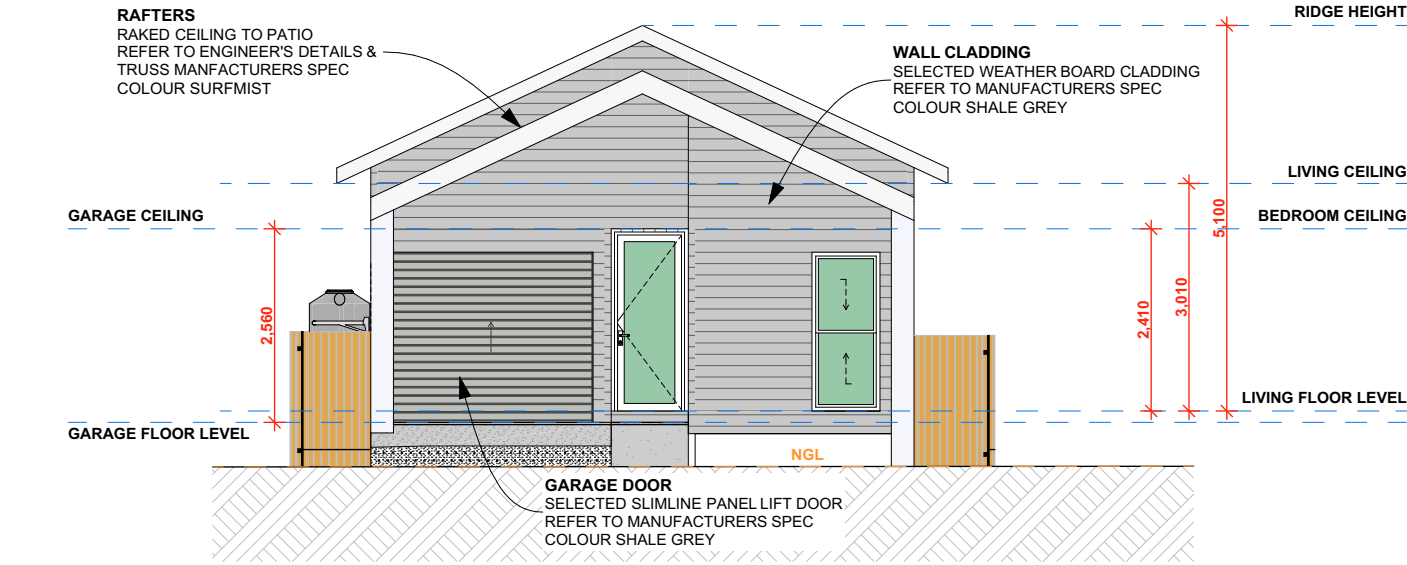 RAFTERS
RAKED CEILING TO PATIO
REFER TO ENGINEER'S DETAILS &
TRUSS MANFACTURERS SPEC
COLOUR SURFMIST
WALL CLADDING
SELECTED WEATHER BOARD CLADDING
REFER TO MANUFACTURERS SPEC
COLOUR SHALE GREY
RIDGE HEIGHT
LIVING CEILING
GARAGE CEILING
BEDROOM CEILING
5,100
3,010
2,410
2,560
LIVING FLOOR LEVEL
GARAGE FLOOR LEVEL
NGL
GARAGE DOOR
SELECTED SLIMLINE PANEL LIFT DOOR
REFER TO MANUFACTURERS SPEC
COLOUR SHALE GREY